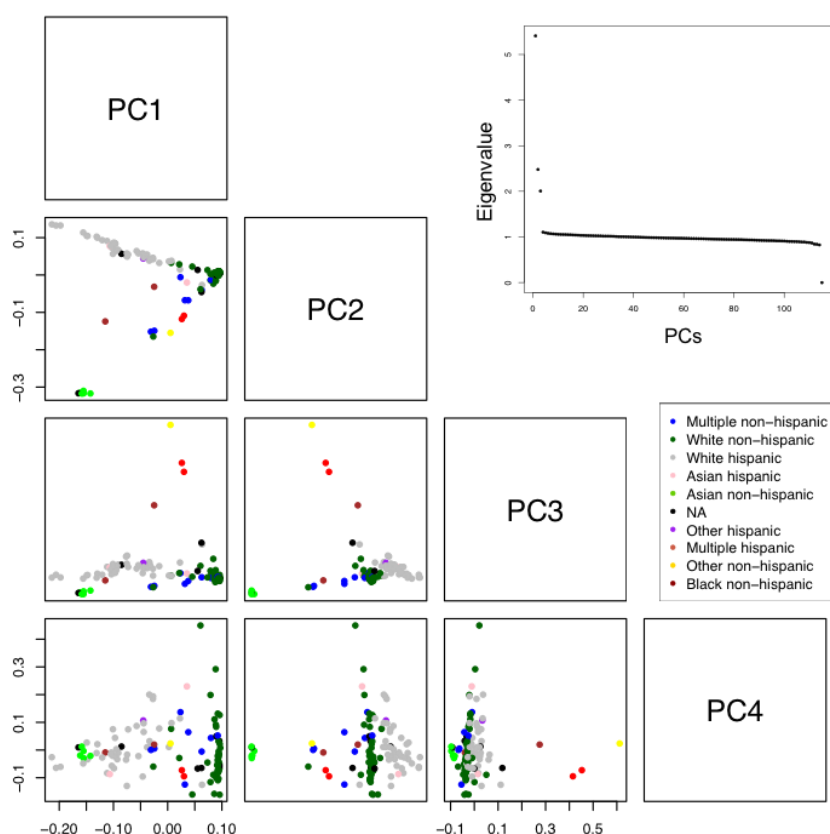 PC1
Eigenvalue
5
4
3
2
1
0
0 20 40 60 80 100
PCs
0.1
−0.1
−0.3
PC2
PC3
Multiple non−hispanic
White non−hispanic
White hispanic
Asian hispanic
Asian non−hispanic
NA
Other hispanic
Multiple hispanic
Other non−hispanic
Black non−hispanic
0.3
0.1
−0.1
PC4
−0.20 −0.10 0.00 0.10
−0.1 0.1 0.3 0.5